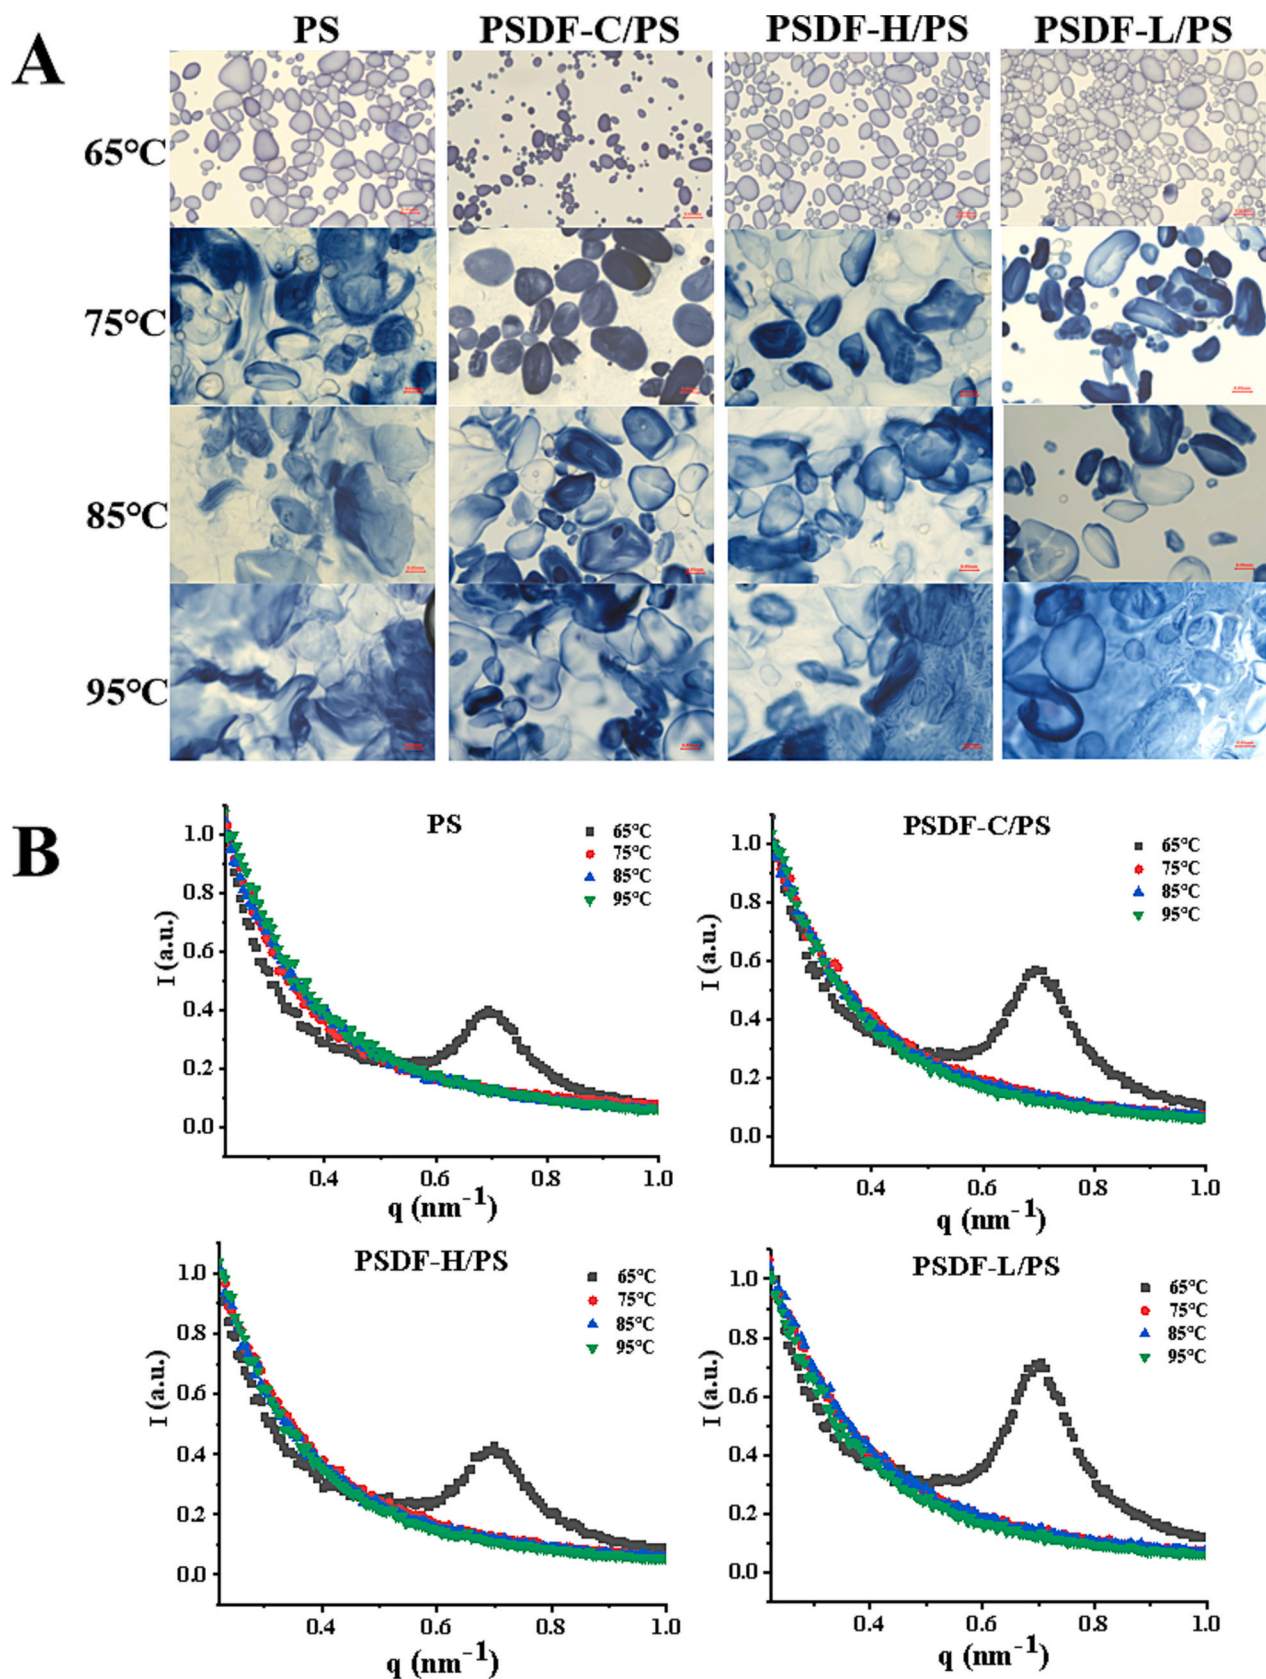 A
PS PSDF-C/PS PSDF-H/PS PSDF-L/PS
65°C
75°C
85°C
95°C
B
PS
65°C
75°C
85°C
95°C
I (a.u.)
1.0
0.8
0.6
0.4
0.2
0.0
0.4 0.6 0.8 1.0
q (nm⁻¹)
PSDF-C/PS
65°C
75°C
85°C
95°C
I (a.u.)
1.0
0.8
0.6
0.4
0.2
0.0
0.4 0.6 0.8 1.0
q (nm⁻¹)
PSDF-H/PS
65°C
75°C
85°C
95°C
I (a.u.)
1.0
0.8
0.6
0.4
0.2
0.0
0.4 0.6 0.8 1.0
q (nm⁻¹)
PSDF-L/PS
65°C
75°C
85°C
95°C
I (a.u.)
1.0
0.8
0.6
0.4
0.2
0.0
0.4 0.6 0.8 1.0
q (nm⁻¹)